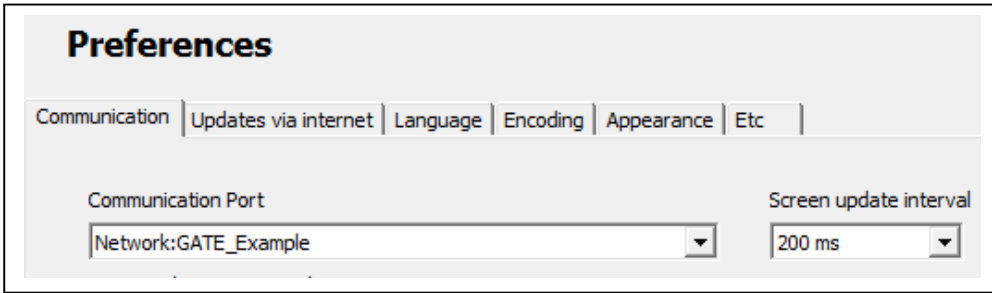 Preferences
Communication Updates via internet Language Encoding Appearance Etc
Communication Port Screen update interval
Network:GATE_Example 200 ms